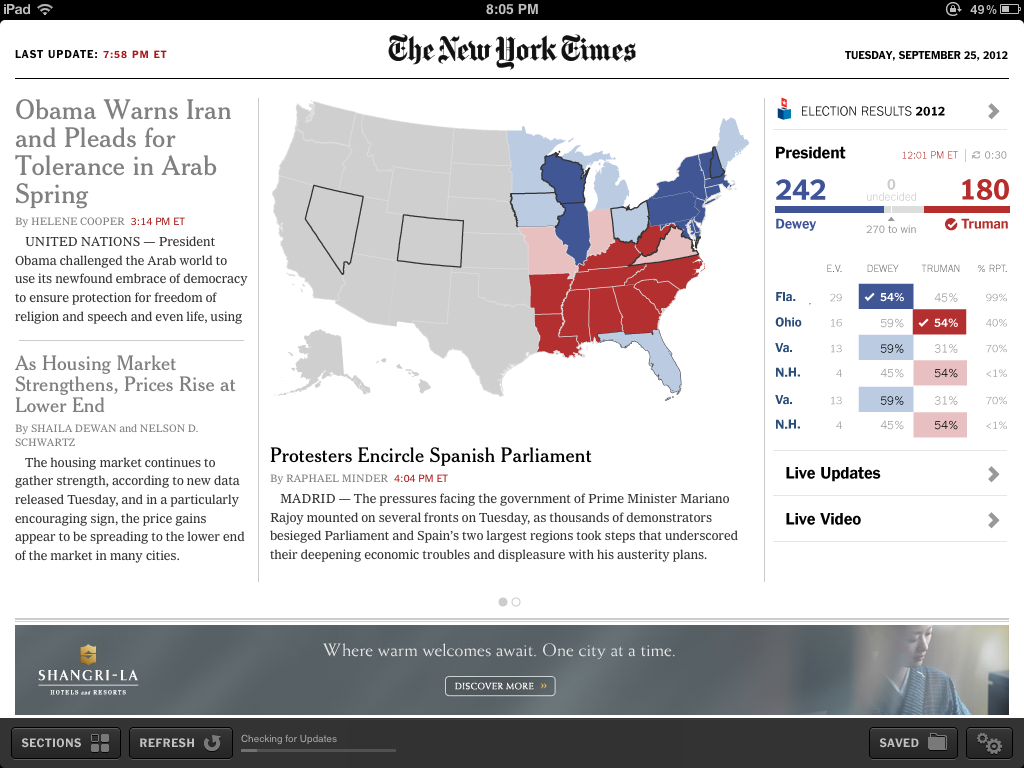 iPad
8:05 PM
49%
LAST UPDATE: 7:58 PM ET
The New York Times
TUESDAY, SEPTEMBER 25, 2012
Obama Warns Iran
and Pleads for
Tolerance in Arab
Spring
By HELENE COOPER 3:14 PM ET
UNITED NATIONS — President
Obama challenged the Arab world to
use its newfound embrace of democracy
to ensure protection for freedom of
religion and speech and even life, using
As Housing Market
Strengthens, Prices Rise at
Lower End
By SHAILA DEWAN and NELSON D.
SCHWARTZ
The housing market continues to
gather strength, according to new data
released Tuesday, and in a particularly
encouraging sign, the price gains
appear to be spreading to the lower end
of the market in many cities.
Protesters Encircle Spanish Parliament
By RAPHAEL MINDER 4:04 PM ET
MADRID — The pressures facing the government of Prime Minister Mariano
Rajoy mounted on several fronts on Tuesday, as thousands of demonstrators
besieged Parliament and Spain's two largest regions took steps that underscored
their deepening economic troubles and displeasure with his austerity plans.
ELECTION RESULTS 2012
President
12:01 PM ET | 0:30
242 0 180
undecided
Dewey 270 to win Truman
E.V. DEWEY TRUMAN % RPT.
Fla. 29 ✓ 54% 45% 99%
Ohio 16 59% ✓ 54% 40%
Va. 13 59% 31% 70%
N.H. 4 45% 54% <1%
Va. 13 59% 31% 70%
N.H. 4 45% 54% <1%
Live Updates
Live Video
SHANGRI-LA
HOTELS and RESORTS
Where warm welcomes await. One city at a time.
DISCOVER MORE »
SECTIONS
REFRESH
Checking for Updates
SAVED